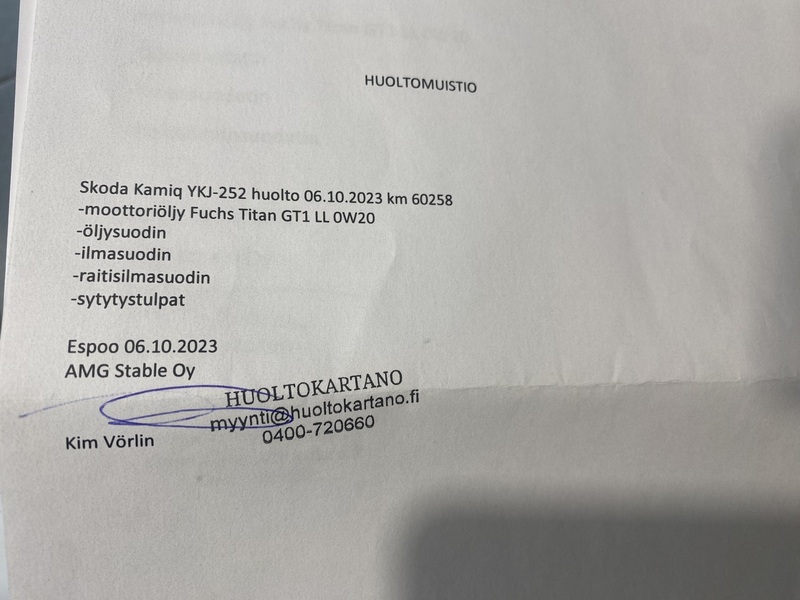 HUOLTOMUISTIO
Skoda Kamiq YKJ-252 huolto 06.10.2023 km 60258
-moottoriöljy Fuchs Titan GT1 LL 0W20
-öljysuodin
-ilmasuodin
-raitisilmasuodin
-sytytystulpat
Espoo 06.10.2023
AMG Stable Oy
HUOLTOKARTANO
myynti@huoltokartano.fi
0400-720660
Kim Vörlin